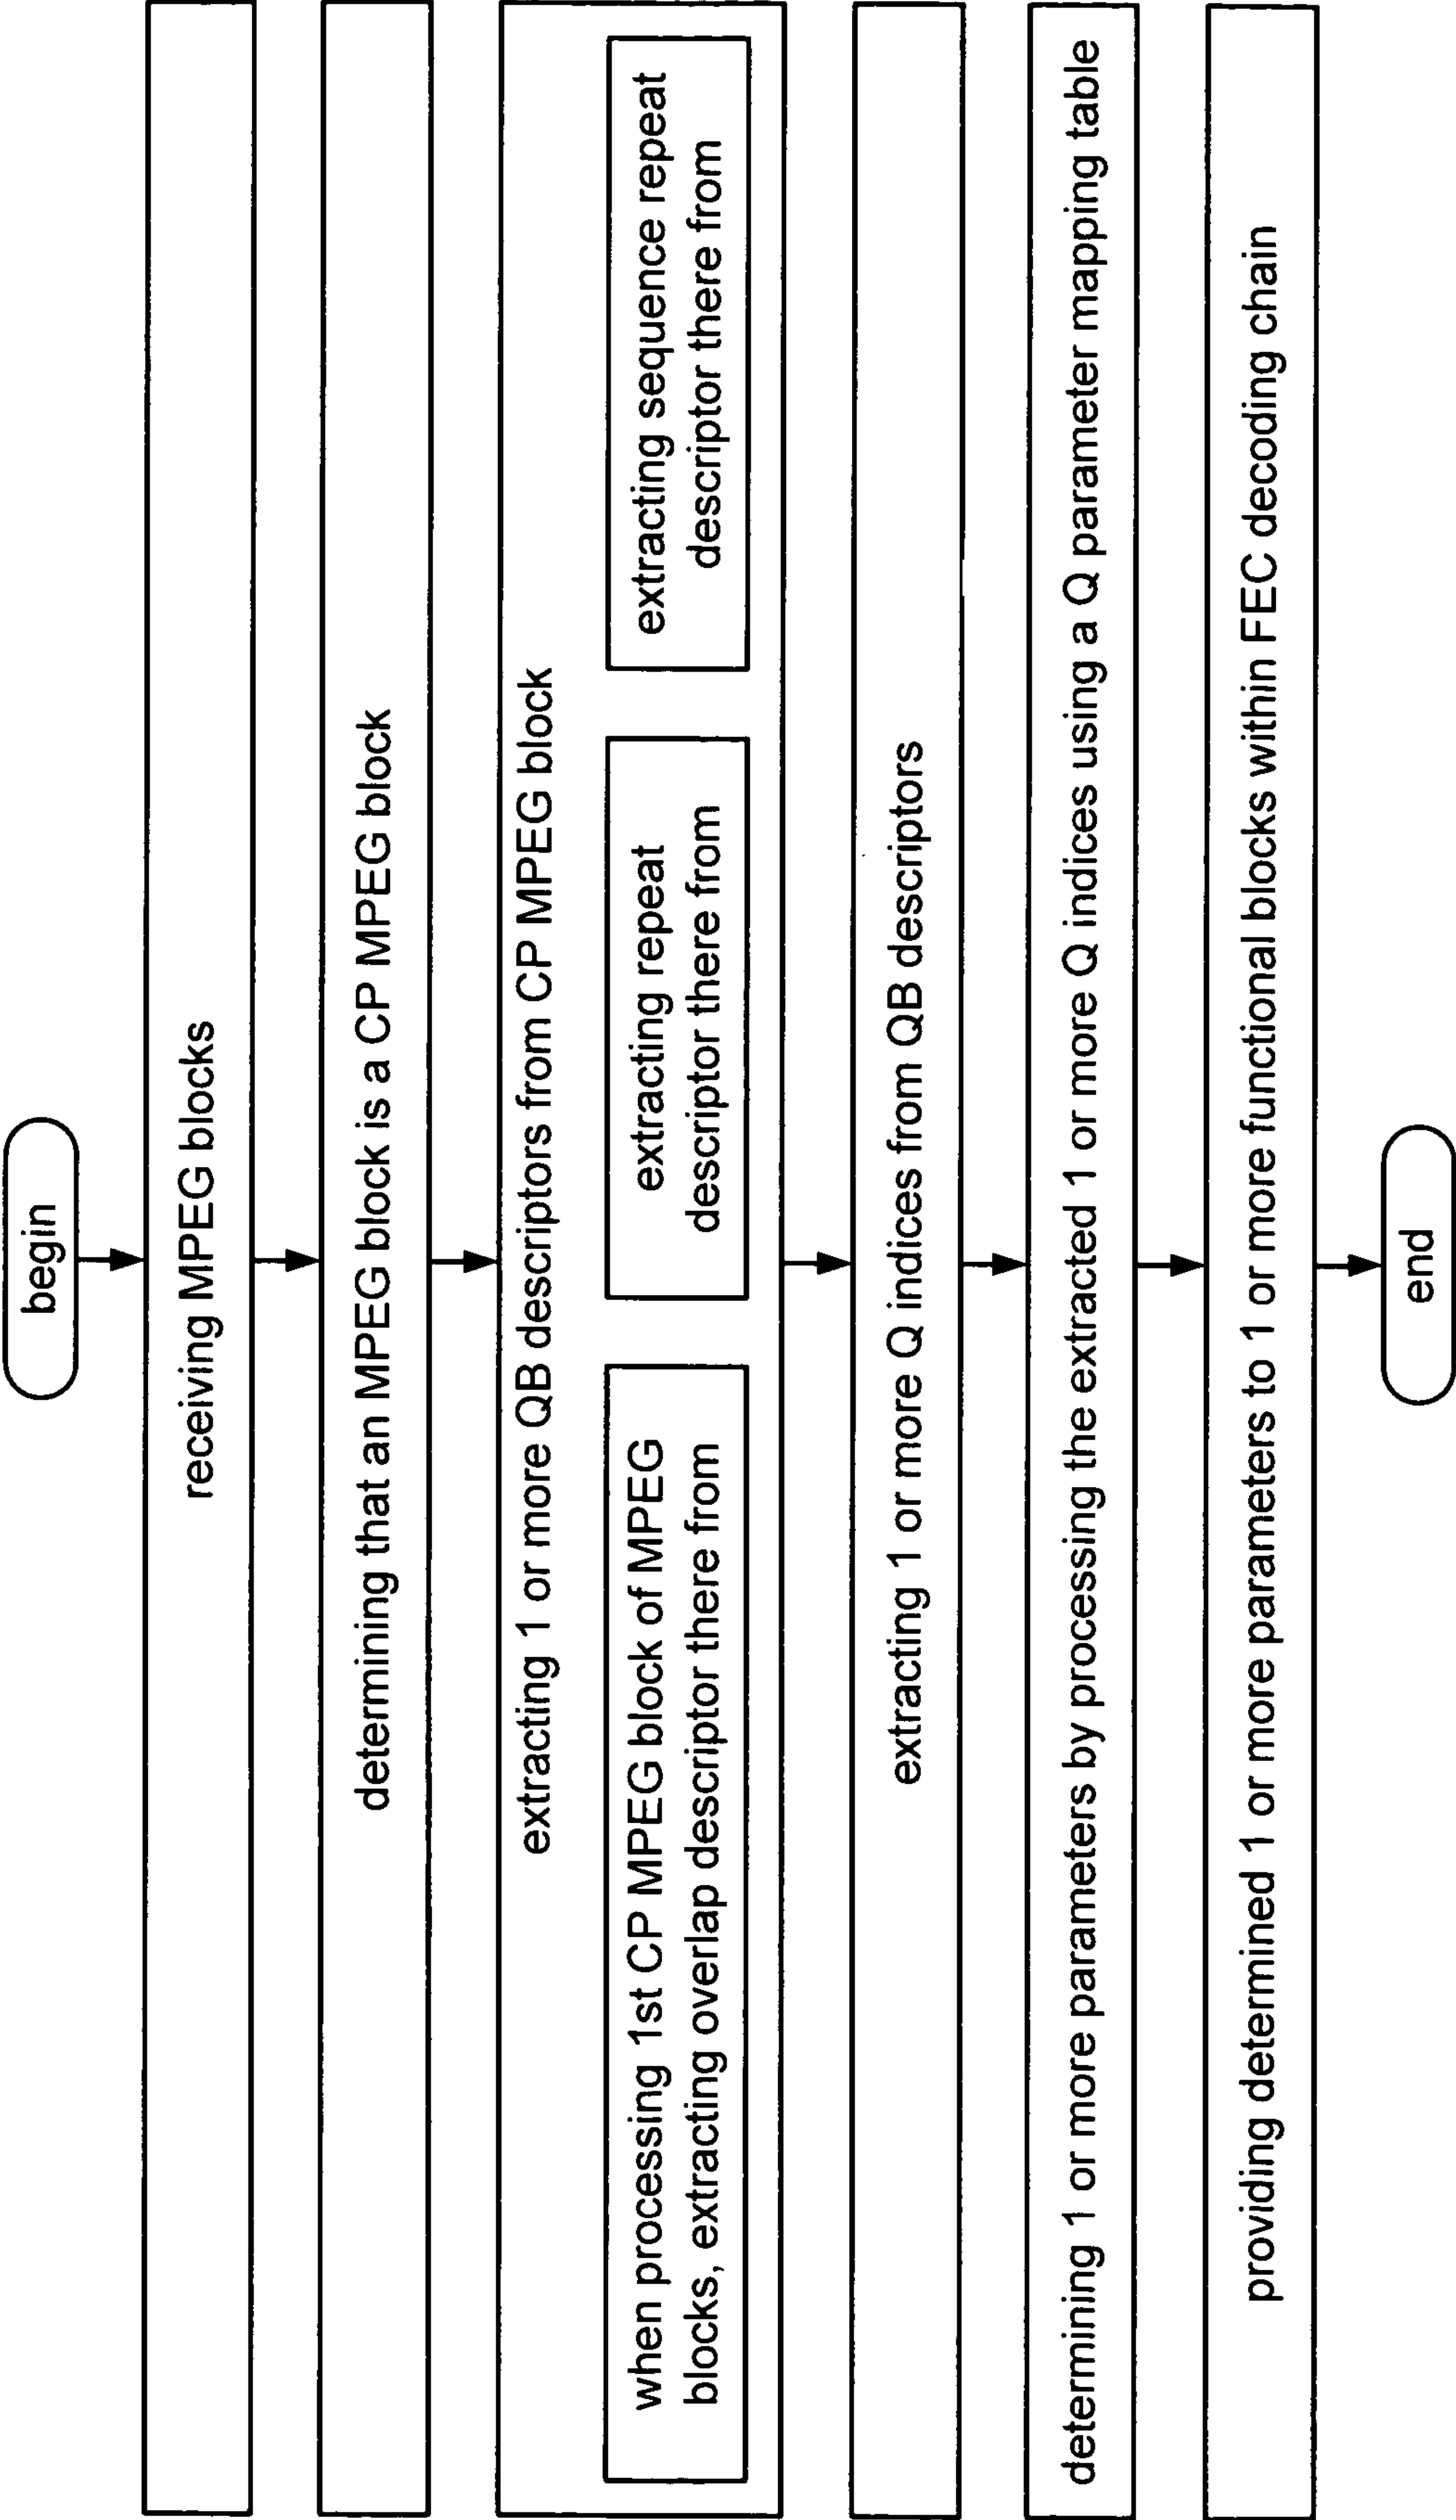 begin
receiving MPEG blocks
determining that an MPEG block is a CP MPEG block
extracting 1 or more QB descriptors from CP MPEG block
when processing 1st CP MPEG block of MPEG
blocks, extracting overlap descriptor there from
extracting repeat
descriptor there from
extracting sequence repeat
descriptor there from
extracting 1 or more Q indices from QB descriptors
determining 1 or more parameters by processing the extracted 1 or more Q indices using a Q parameter mapping table
providing determined 1 or more parameters to 1 or more functional blocks within FEC decoding chain
end